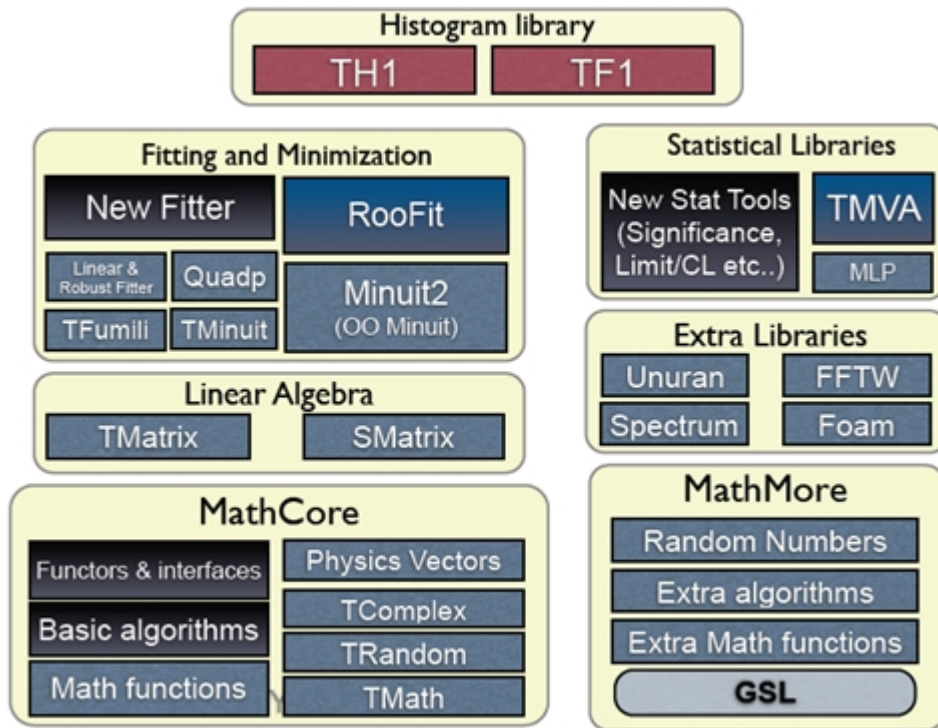 Histogram library
TH1
TF1
Fitting and Minimization
New Fitter
RooFit
Linear &
Robust Fitter
Quadp
TFumili
TMinuit
Minuit2
(OO Minuit)
Statistical Libraries
New Stat Tools
(Significance,
Limit/CL etc..)
TMVA
MLP
Linear Algebra
TMatrix
SMatrix
Extra Libraries
Unuran
FFTW
Spectrum
Foam
MathCore
Functors & interfaces
Basic algorithms
Math functions
Physics Vectors
TComplex
TRandom
TMath
MathMore
Random Numbers
Extra algorithms
Extra Math functions
GSL